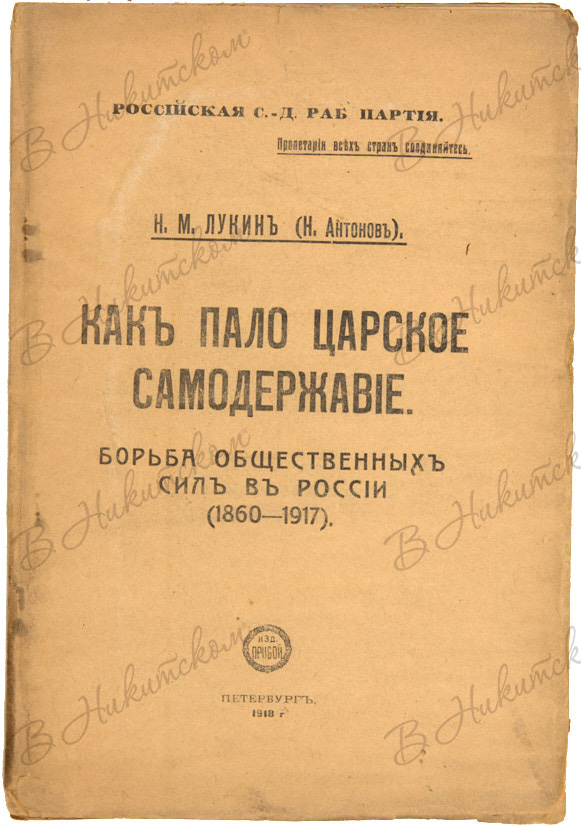 РОССІЙСКАЯ С.-Д. РАБ ПАРТІЯ.
Пролетаріи всѣхъ странъ соединяйтесь.
Н. М. ЛУКИНЪ (Н. Антоновъ).
КАКЪ ПАЛО ЦАРСКОЕ
САМОДЕРЖАВІЕ.
БОРЬБА ОБЩЕСТВЕННЫХЪ
СИЛЪ ВЪ РОССІИ
(1860—1917).
ИЗД.
ПРИБОЙ
ПЕТЕРБУРГЪ,
1918 г
В Никитском
В Никитском
В Никитском
В Никитском
В Никитском
В Никитском
В Никитском
В Никитском